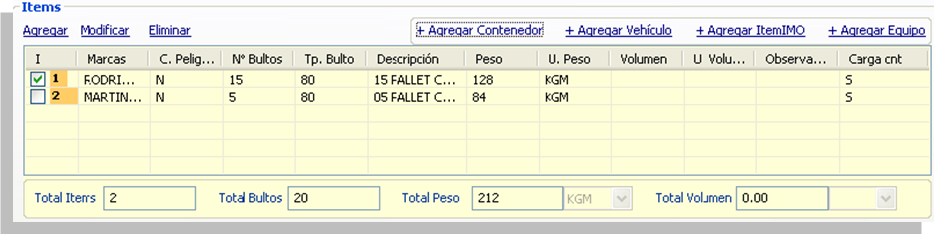 Items
Agregar Modificar Eliminar + Agregar Contenedor + Agregar Vehículo + Agregar ItemIMO + Agregar Equipo
I Marcas C. Pelig... N° Bultos Tp. Bulto Descripción Peso U. Peso Volumen U Volu... Observa... Carga cnt
1 RODRI... N 15 80 15 FALLET C... 128 KGM S
2 MARTIN... N 5 80 05 FALLET C... 84 KGM S
Total Items 2 Total Bultos 20 Total Peso 212 KGM Total Volumen 0.00